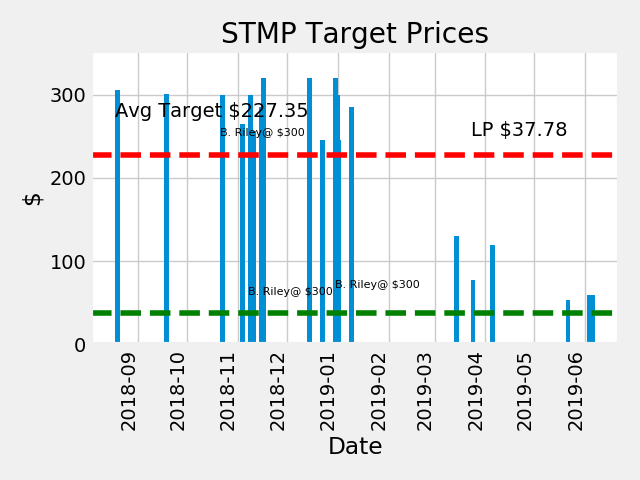 STMP Target Prices
300
Avg Target $227.35
B. Riley@ $300
LP $37.78
200
$
100
B. Riley@ $300
B. Riley@ $300
0
2018-09
2018-10
2018-11
2018-12
2019-01
2019-02
2019-03
2019-04
2019-05
2019-06
Date